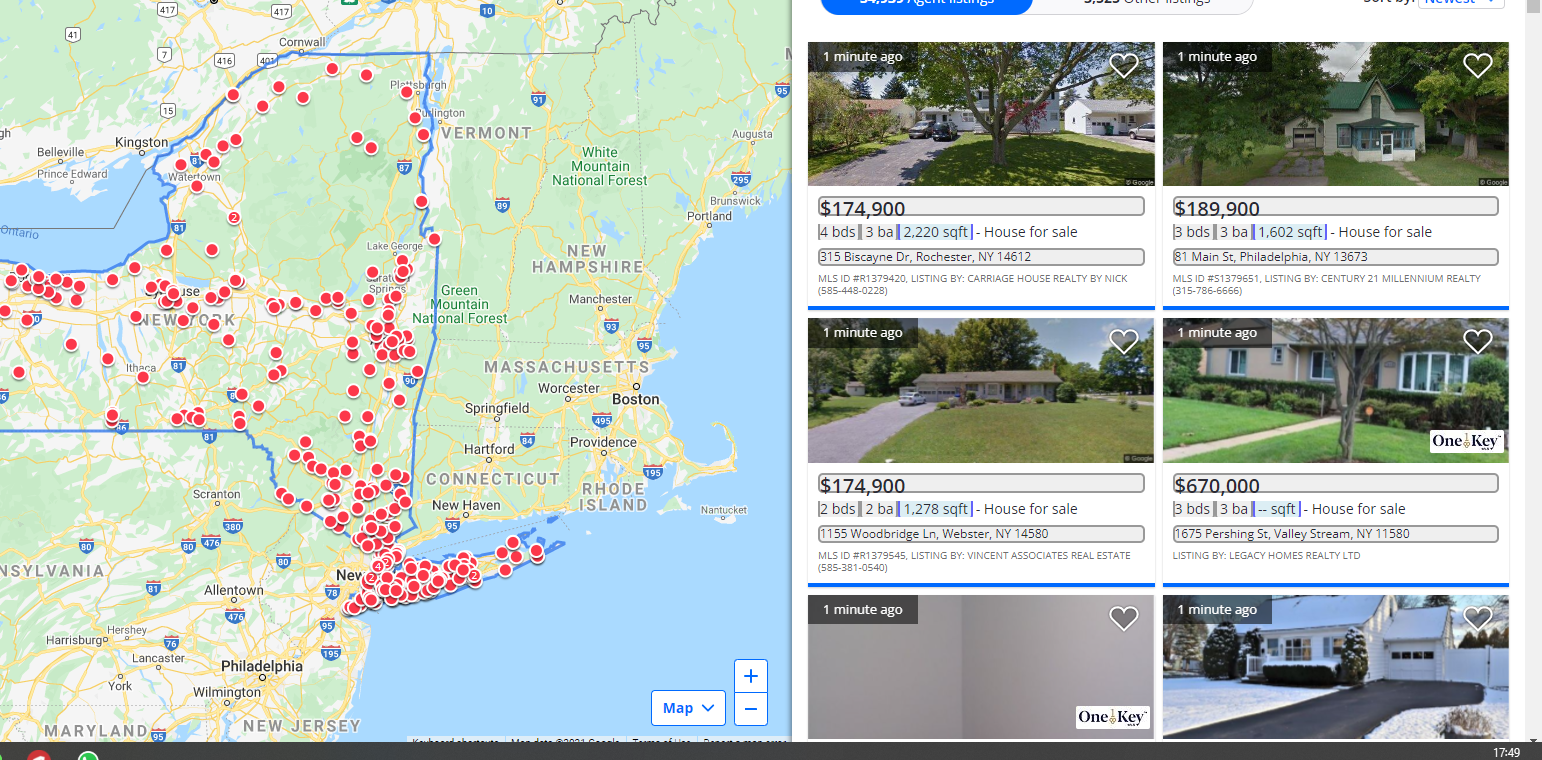 417
417
10
41
Cornwall
7
416
401
Plattsburgh
91
95
15
Burlington
VERMONT
Augusta
Kingston
Belleville
Prince Edward
81
Watertown
87
White
Mountain
National Forest
295
Brunswick
89
Portland
2
81
Ontario
Lake George
NEW
HAMPSHIRE
Green
Mountain
National Forest
Manchester
93
95
MASSACHUSETTS
Ithaca
81
90
Worcester
Boston
Springfield
495
86
81
84
Hartford
Providence
CONNECTICUT
195
RHODE
ISLAND
Scranton
New Haven
95
Nantucket
380
80
80
476
80
NSYLVANIA
4
2
2
2
New
81
Allentown
78
476
95
Hershey
Harrisburg
76
195
Lancaster
York
Philadelphia
Wilmington
NEW JERSEY
MARYLAND
95
Map
+
−
Keyboard shortcuts
Map data ©2021 Google
Terms of Use
34,939 Agent listings
Other listings
Sort by: Newest
1 minute ago
© Google
$174,900
4 bds 3 ba 2,220 sqft - House for sale
315 Biscayne Dr, Rochester, NY 14612
MLS ID #R1379420, LISTING BY: CARRIAGE HOUSE REALTY BY NICK
(585-448-0228)
1 minute ago
© Google
$189,900
3 bds 3 ba 1,602 sqft - House for sale
81 Main St, Philadelphia, NY 13673
MLS ID #S1379651, LISTING BY: CENTURY 21 MILLENNIUM REALTY
(315-786-6666)
1 minute ago
© Google
$174,900
2 bds 2 ba 1,278 sqft - House for sale
1155 Woodbridge Ln, Webster, NY 14580
MLS ID #R1379545, LISTING BY: VINCENT ASSOCIATES REAL ESTATE
(585-381-0540)
1 minute ago
One Key
$670,000
3 bds 3 ba -- sqft - House for sale
1675 Pershing St, Valley Stream, NY 11580
LISTING BY: LEGACY HOMES REALTY LTD
1 minute ago
One Key
1 minute ago
17:49